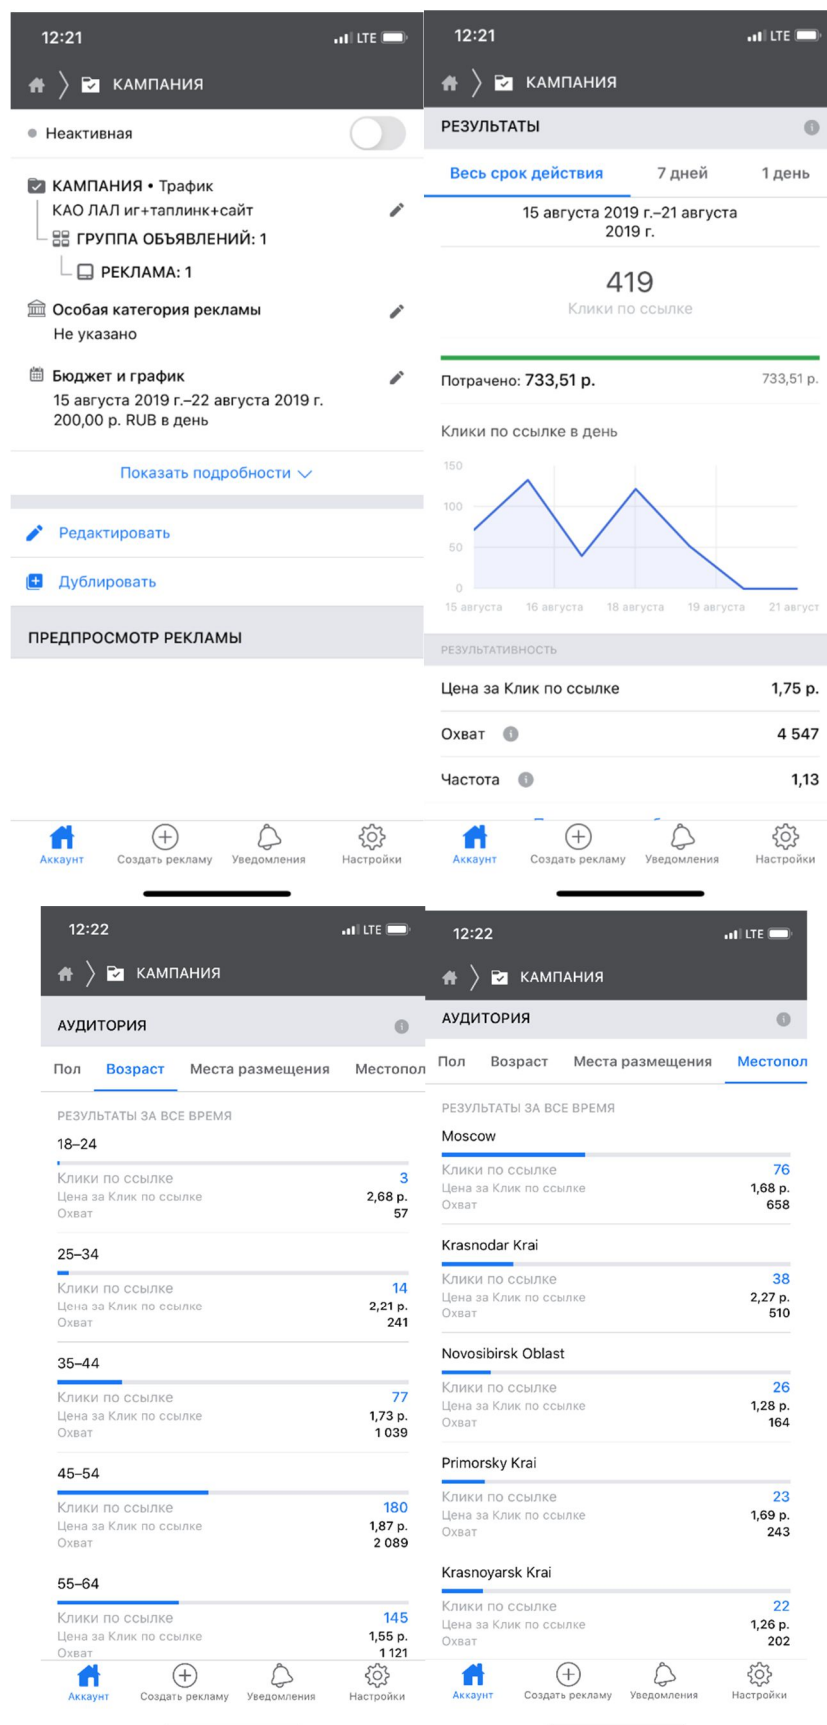 12:21
LTE
КАМПАНИЯ
Неактивная
КАМПАНИЯ • Трафик
КАО ЛАЛ иг+таплинк+сайт
ГРУППА ОБЪЯВЛЕНИЙ: 1
РЕКЛАМА: 1
Особая категория рекламы
Не указано
Бюджет и график
15 августа 2019 г.–22 августа 2019 г.
200,00 р. RUB в день
Показать подробности
Редактировать
Дублировать
ПРЕДПРОСМОТР РЕКЛАМЫ
Аккаунт Создать рекламу Уведомления Настройки
12:21
LTE
КАМПАНИЯ
РЕЗУЛЬТАТЫ
Весь срок действия 7 дней 1 день
15 августа 2019 г.–21 августа
2019 г.
419
Клики по ссылке
Потрачено: 733,51 р. 733,51 р.
Клики по ссылке в день
150
100
50
0
15 августа 16 августа 18 августа 19 августа 21 август
РЕЗУЛЬТАТИВНОСТЬ
Цена за Клик по ссылке 1,75 р.
Охват 4 547
Частота 1,13
Аккаунт Создать рекламу Уведомления Настройки
12:22
LTE
КАМПАНИЯ
АУДИТОРИЯ
Пол Возраст Места размещения Местопол
РЕЗУЛЬТАТЫ ЗА ВСЕ ВРЕМЯ
18–24
Клики по ссылке 3
Цена за Клик по ссылке 2,68 р.
Охват 57
25–34
Клики по ссылке 14
Цена за Клик по ссылке 2,21 р.
Охват 241
35–44
Клики по ссылке 77
Цена за Клик по ссылке 1,73 р.
Охват 1 039
45–54
Клики по ссылке 180
Цена за Клик по ссылке 1,87 р.
Охват 2 089
55–64
Клики по ссылке 145
Цена за Клик по ссылке 1,55 р.
Охват 1 121
Аккаунт Создать рекламу Уведомления Настройки
12:22
LTE
КАМПАНИЯ
АУДИТОРИЯ
Пол Возраст Места размещения Местопол
РЕЗУЛЬТАТЫ ЗА ВСЕ ВРЕМЯ
Moscow
Клики по ссылке 76
Цена за Клик по ссылке 1,68 р.
Охват 658
Krasnodar Krai
Клики по ссылке 38
Цена за Клик по ссылке 2,27 р.
Охват 510
Novosibirsk Oblast
Клики по ссылке 26
Цена за Клик по ссылке 1,28 р.
Охват 164
Primorsky Krai
Клики по ссылке 23
Цена за Клик по ссылке 1,69 р.
Охват 243
Krasnoyarsk Krai
Клики по ссылке 22
Цена за Клик по ссылке 1,26 р.
Охват 202
Аккаунт Создать рекламу Уведомления Настройки